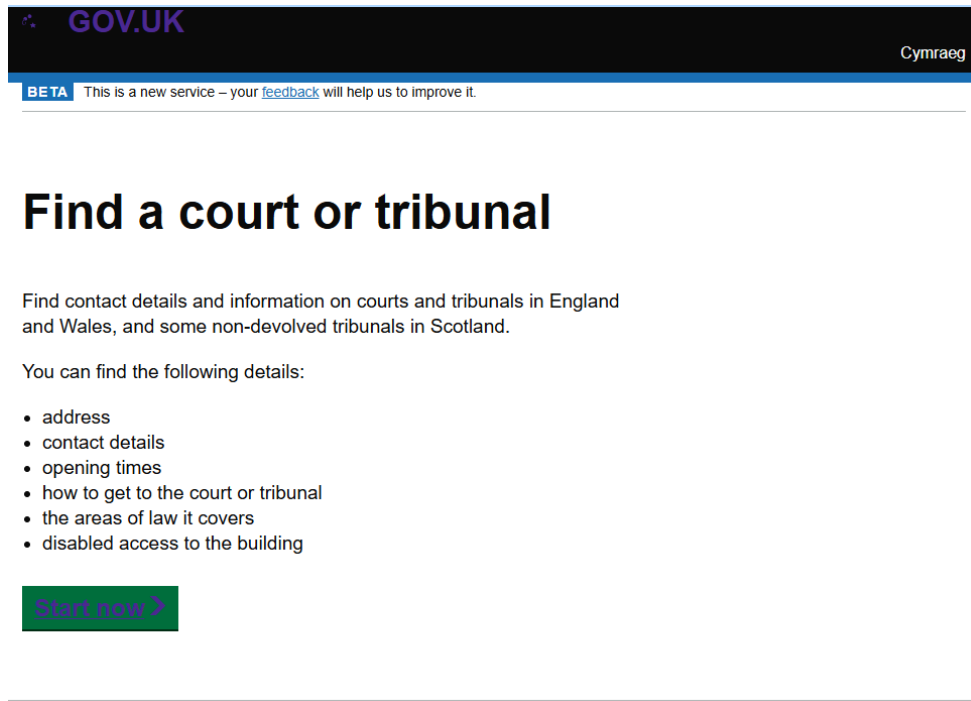 GOV.UK
Cymraeg
BETA This is a new service – your feedback will help us to improve it.
Find a court or tribunal
Find contact details and information on courts and tribunals in England
and Wales, and some non-devolved tribunals in Scotland.
You can find the following details:
• address
• contact details
• opening times
• how to get to the court or tribunal
• the areas of law it covers
• disabled access to the building
Start now